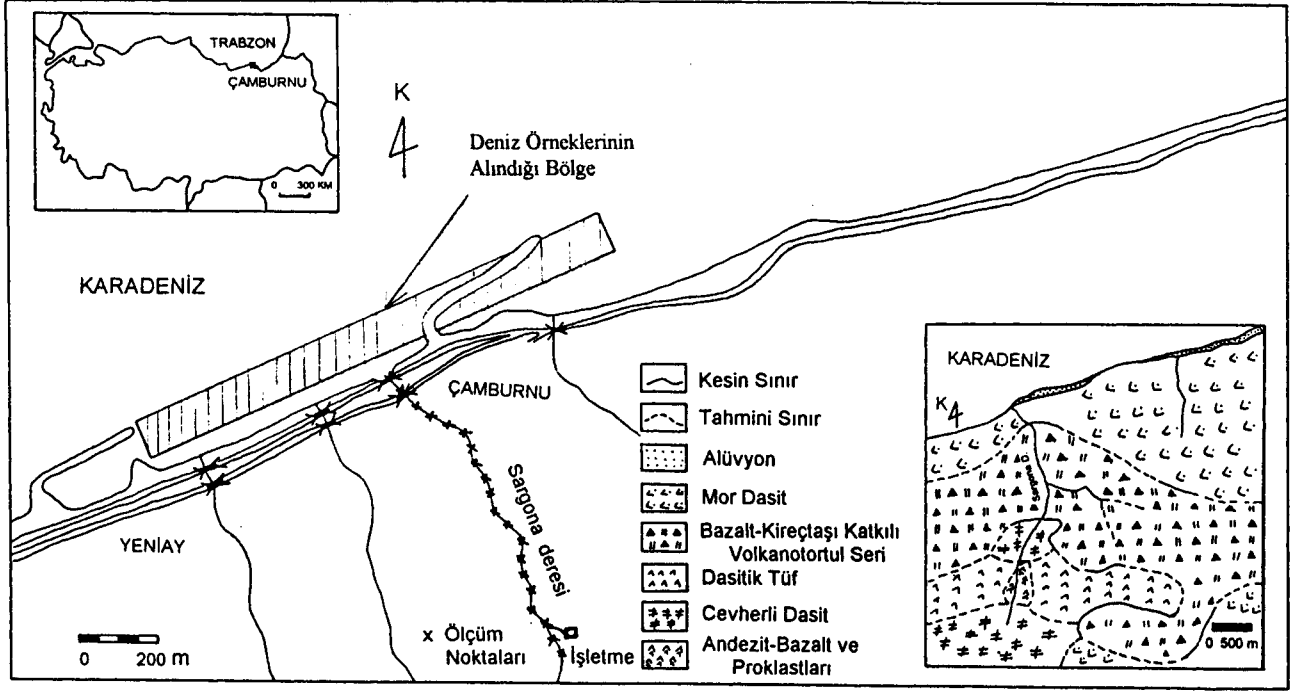 TRABZON
ÇAMBURNU
0 300 KM
K
Deniz Örneklerinin
Alındığı Bölge
KARADENİZ
ÇAMBURNU
YENİAY
Sargona deresi
0 200 m
x Ölçüm
Noktaları
İşletme
Kesin Sınır
Tahmini Sınır
Alüvyon
Mor Dasit
Bazalt-Kireçtaşı Katkılı
Volkanotortul Seri
Dasitik Tüf
Cevherli Dasit
Andezit-Bazalt ve
Proklastları
KARADENİZ
K
Sargona D.
0 500 m